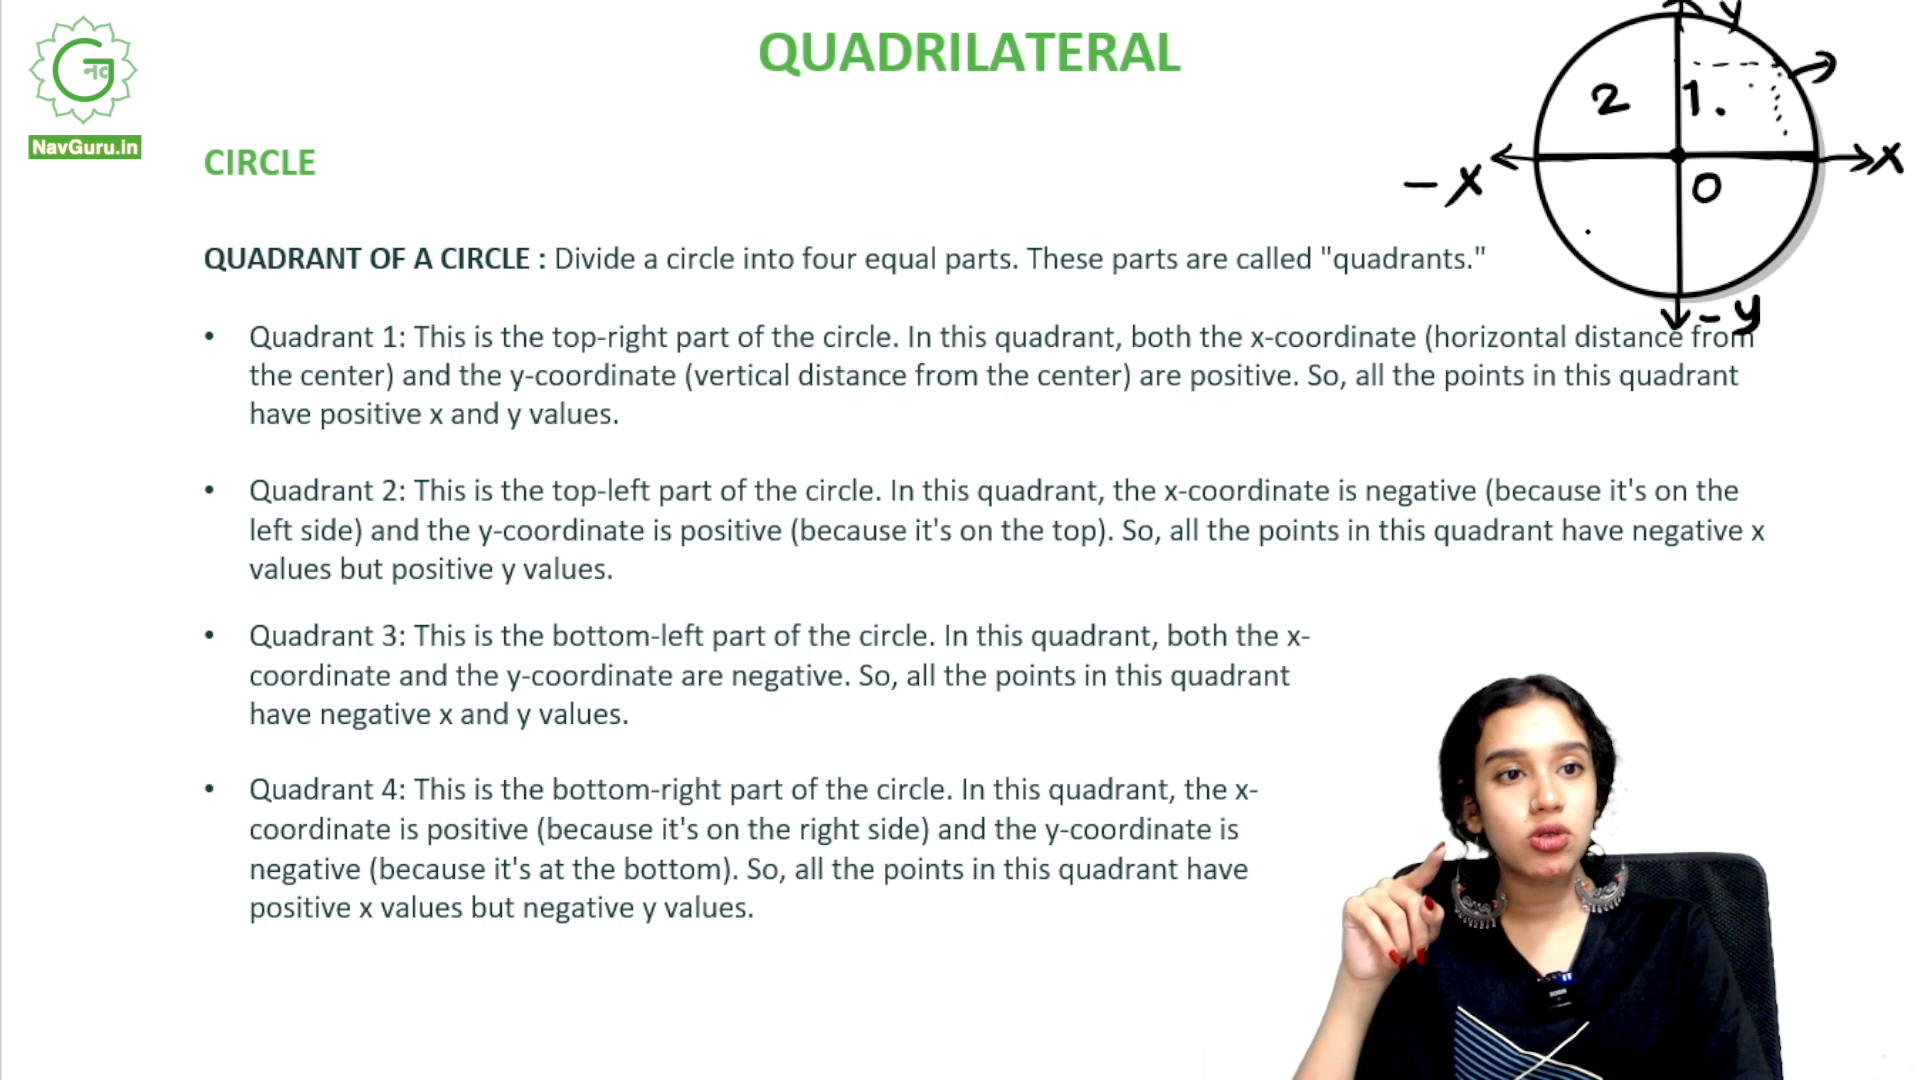 QUADRILATERAL
नव
NavGuru.in
y
2 1.
x
-x
0
-y
CIRCLE
QUADRANT OF A CIRCLE : Divide a circle into four equal parts. These parts are called "quadrants."
• Quadrant 1: This is the top-right part of the circle. In this quadrant, both the x-coordinate (horizontal distance from
the center) and the y-coordinate (vertical distance from the center) are positive. So, all the points in this quadrant
have positive x and y values.
• Quadrant 2: This is the top-left part of the circle. In this quadrant, the x-coordinate is negative (because it's on the
left side) and the y-coordinate is positive (because it's on the top). So, all the points in this quadrant have negative x
values but positive y values.
• Quadrant 3: This is the bottom-left part of the circle. In this quadrant, both the x-
coordinate and the y-coordinate are negative. So, all the points in this quadrant
have negative x and y values.
• Quadrant 4: This is the bottom-right part of the circle. In this quadrant, the x-
coordinate is positive (because it's on the right side) and the y-coordinate is
negative (because it's at the bottom). So, all the points in this quadrant have
positive x values but negative y values.